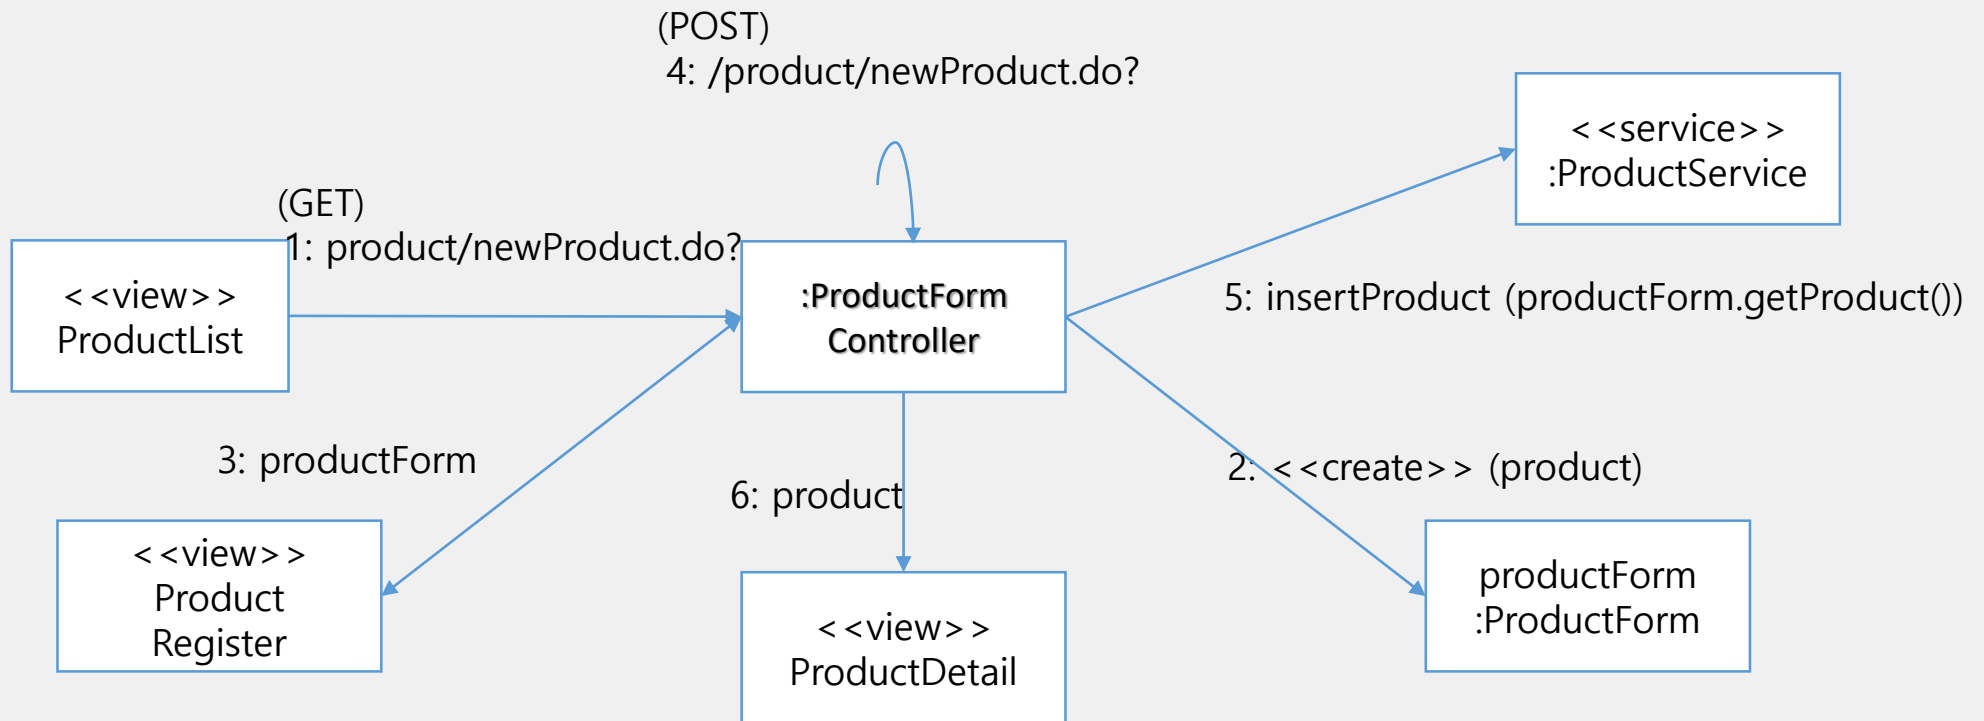 (POST)
4: /product/newProduct.do?
<<service>>
:ProductService
(GET)
1: product/newProduct.do?
<<view>>
ProductList
:ProductForm
Controller
5: insertProduct (productForm.getProduct())
3: productForm
6: product
2: <<create>> (product)
<<view>>
Product
Register
<<view>>
ProductDetail
productForm
:ProductForm